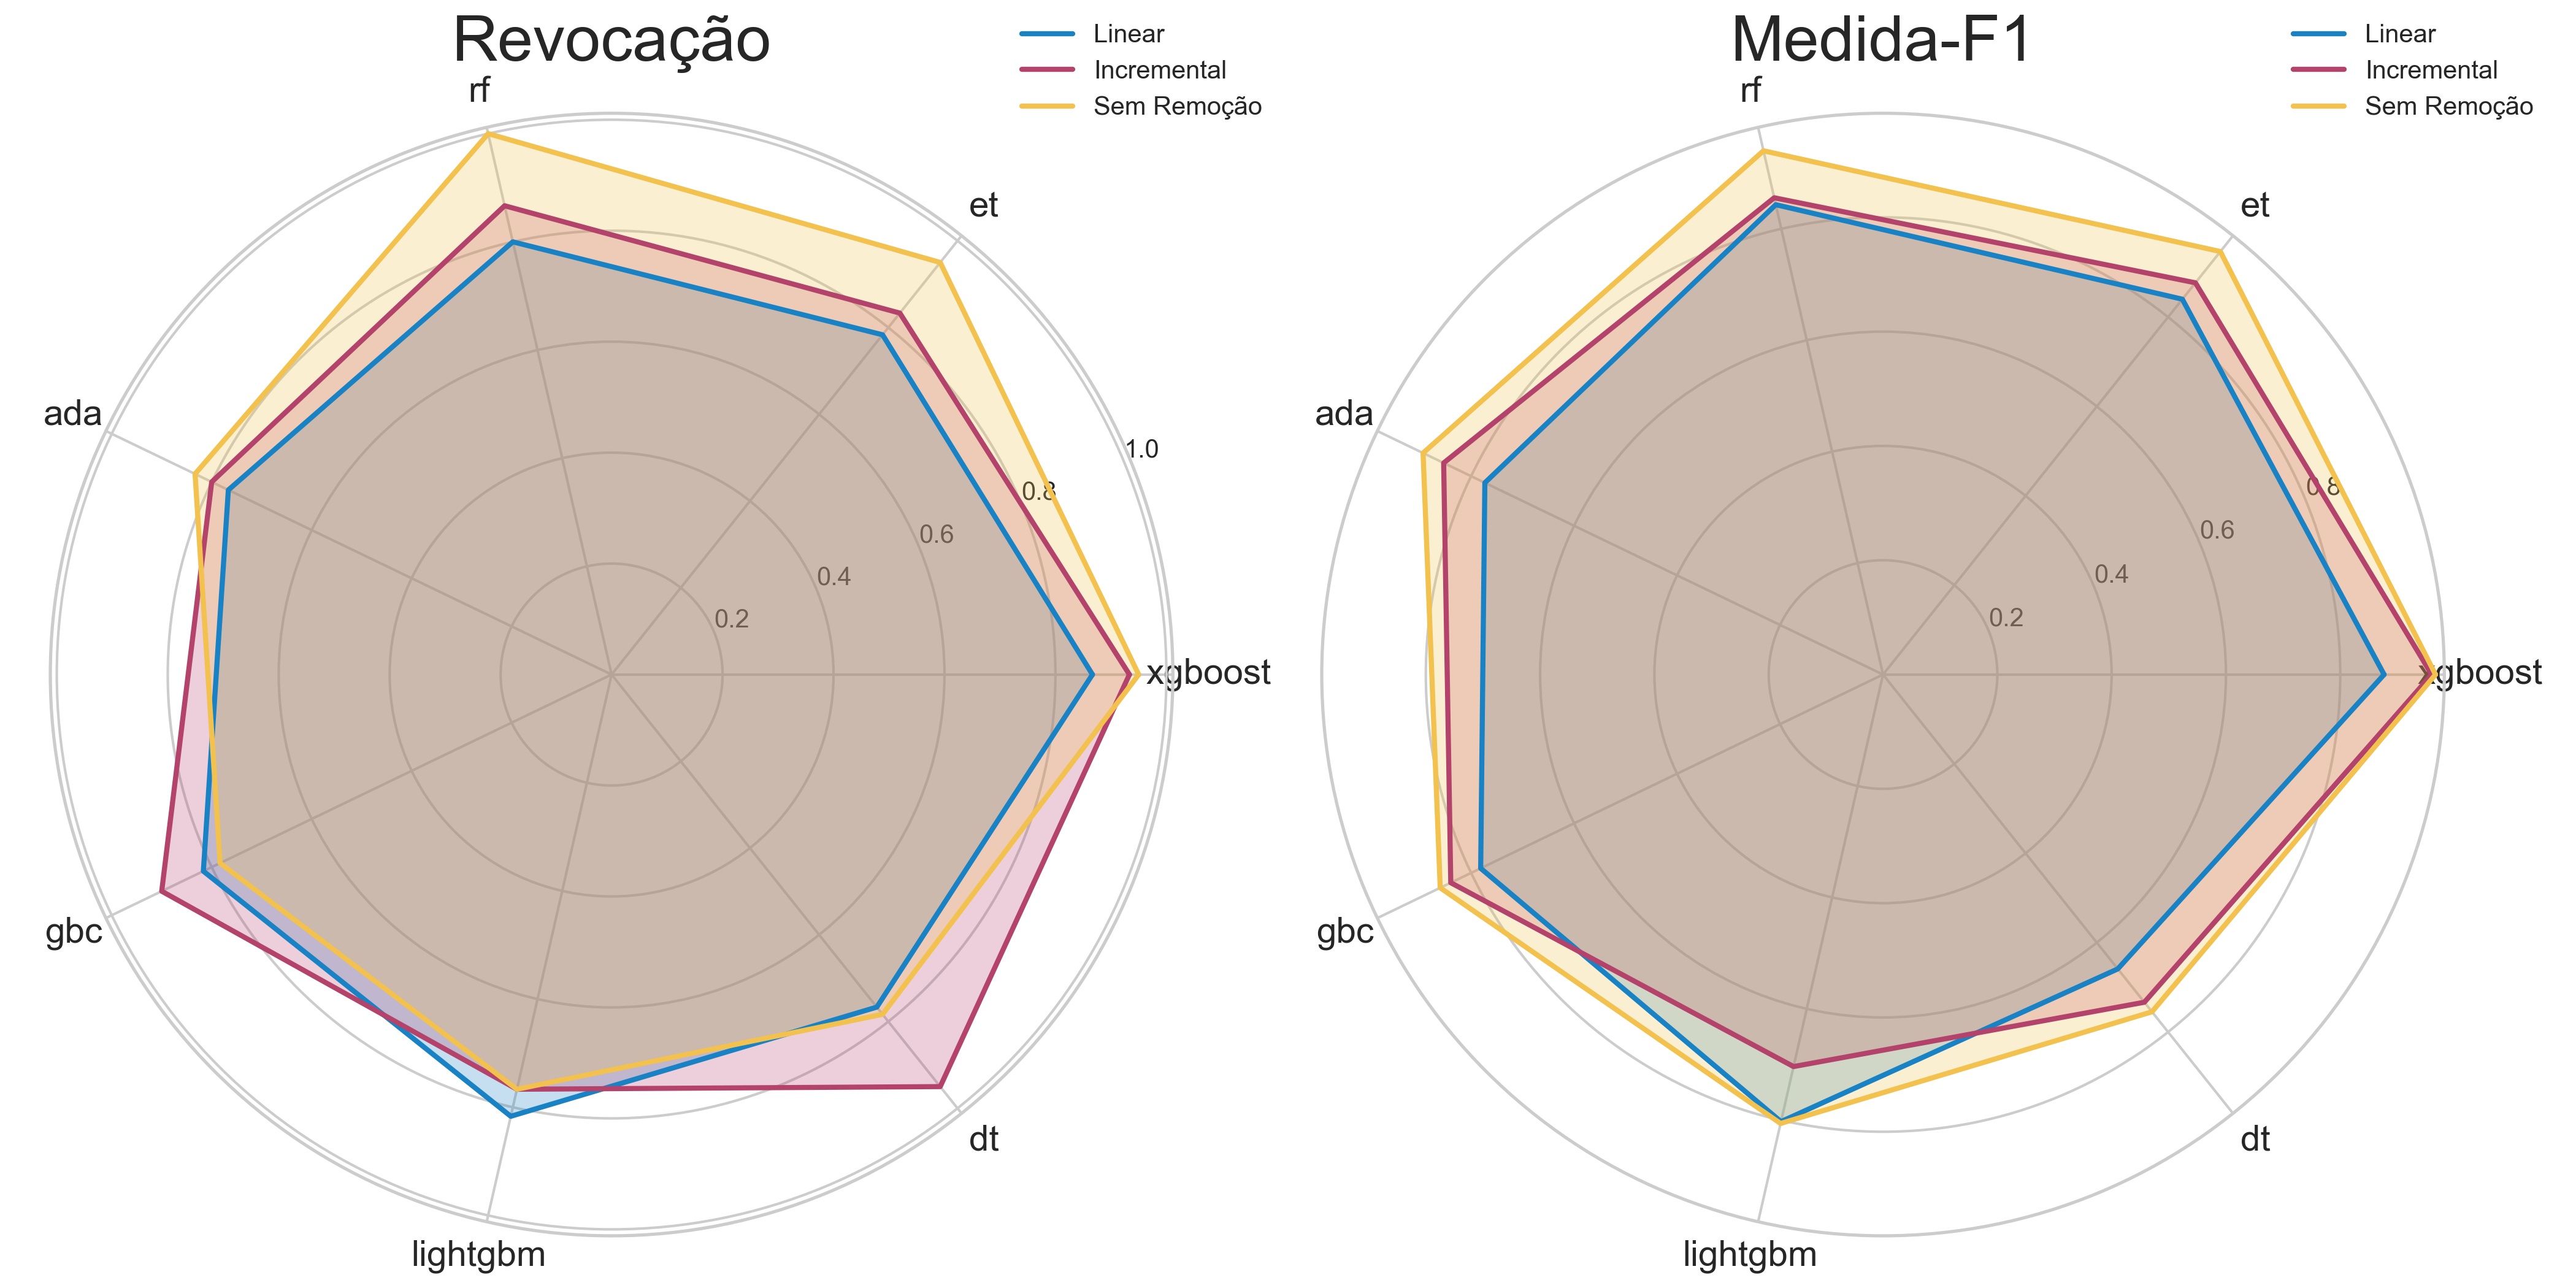 Revocação
Linear
Incremental
Sem Remoção
rf
et
ada
1.0
0.8
0.6
0.4
0.2
xgboost
gbc
dt
lightgbm
Medida-F1
Linear
Incremental
Sem Remoção
rf
et
ada
0.8
0.6
0.4
0.2
xgboost
gbc
dt
lightgbm